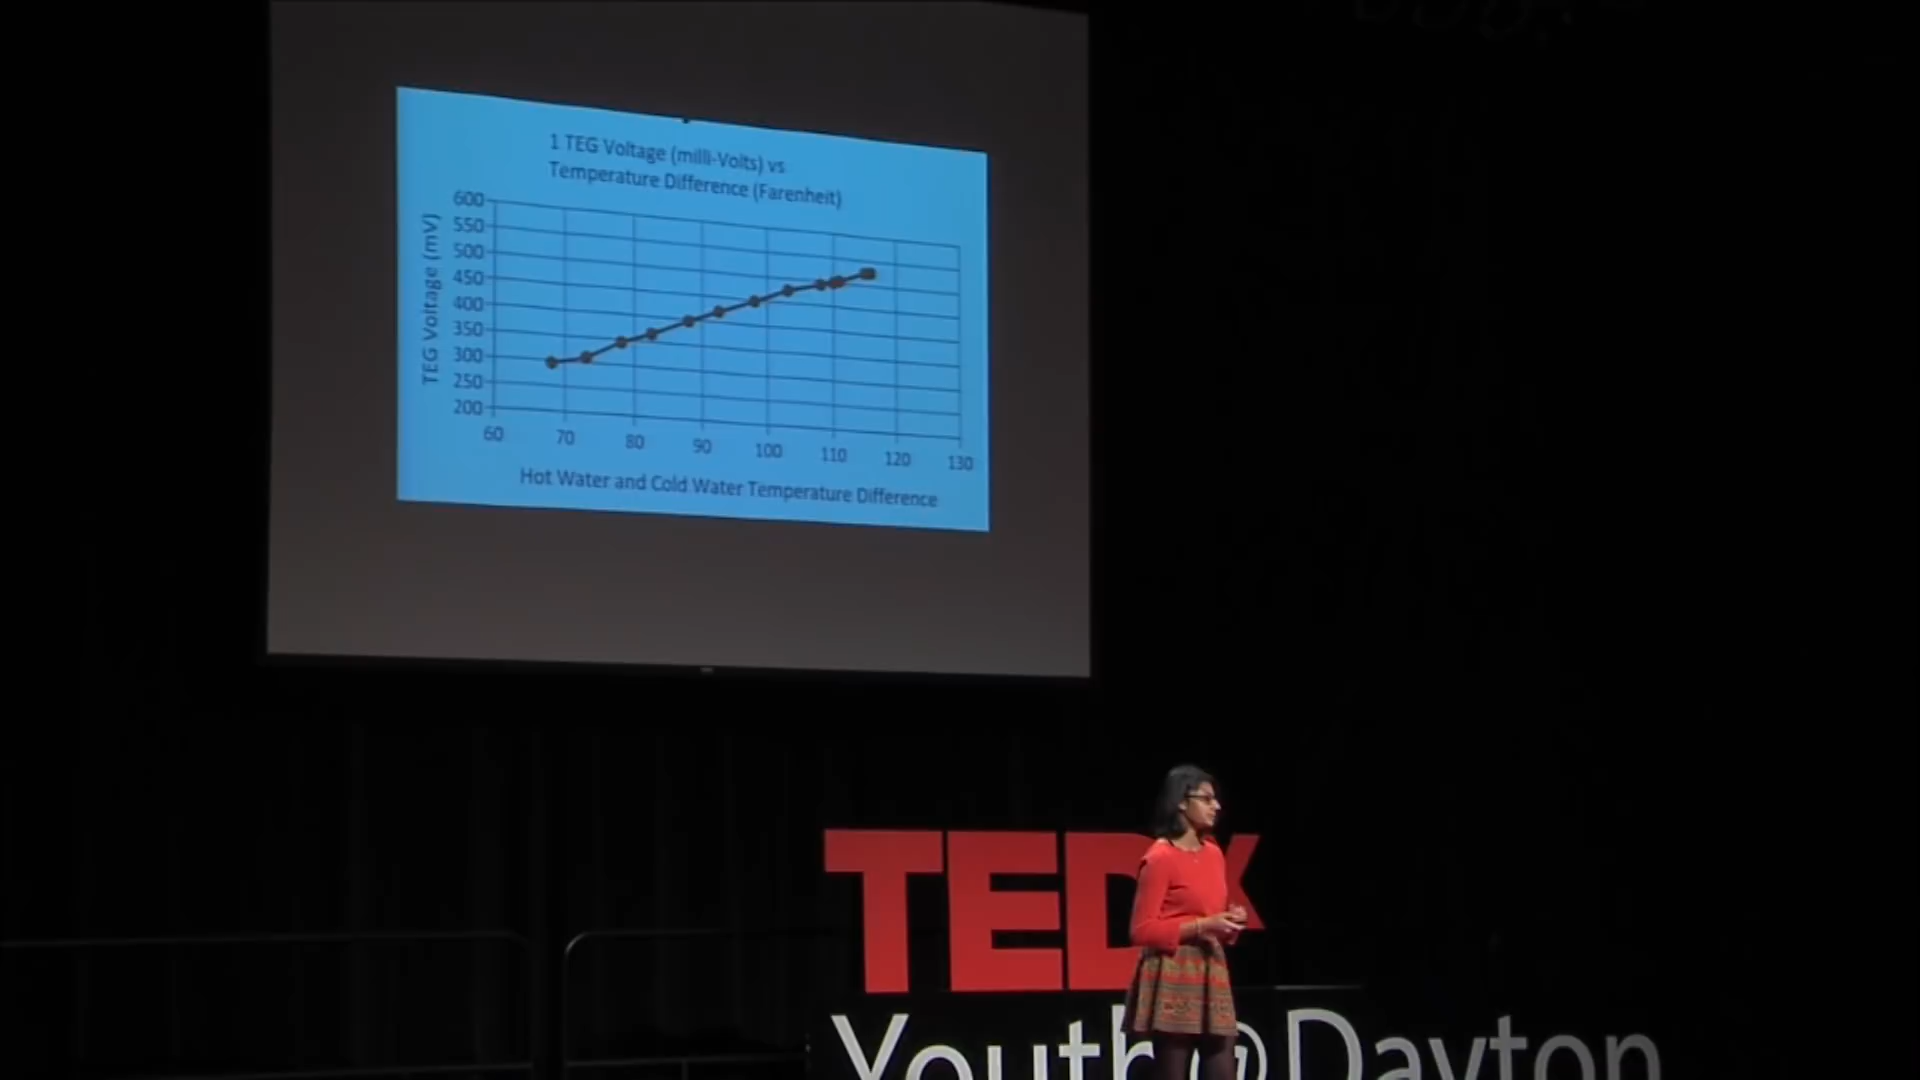 1 TEG Voltage (milli-Volts) vs
Temperature Difference (Farenheit)
TEG Voltage (mV)
600
550
500
450
400
350
300
250
200
60 70 80 90 100 110 120 130
Hot Water and Cold Water Temperature Difference
TEDx
Youth@Dayton